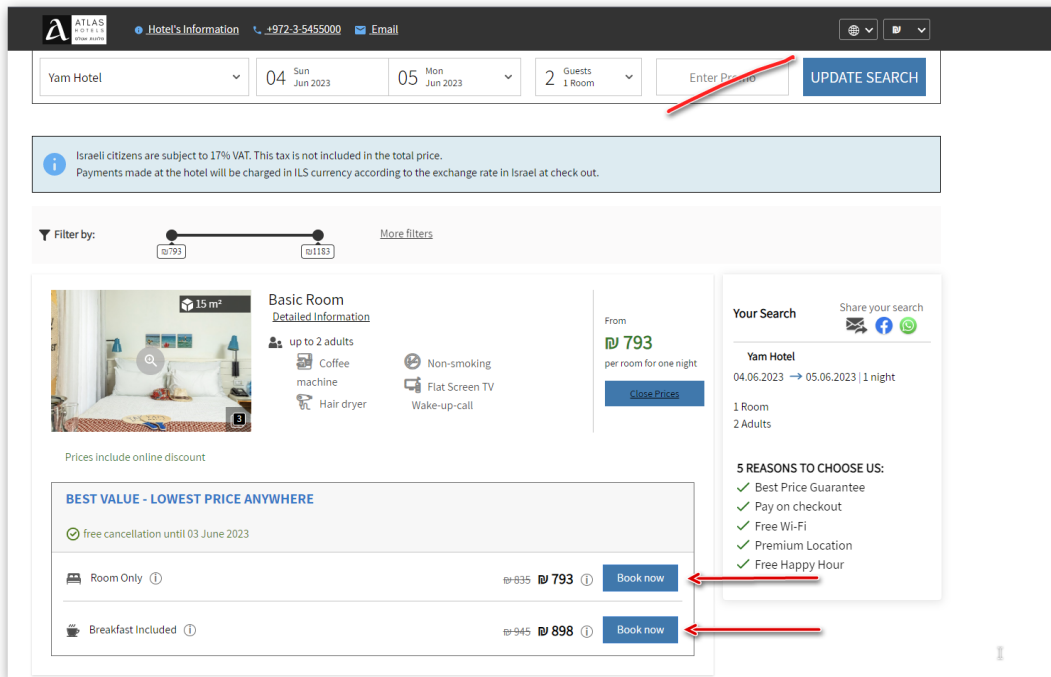 ATLAS
HOTELS
מלונות אטלס
Hotel's Information
+972-3-5455000
Email
₪
Yam Hotel
04 Sun Jun 2023
05 Mon Jun 2023
2 Guests 1 Room
Enter Promo
UPDATE SEARCH
Israeli citizens are subject to 17% VAT. This tax is not included in the total price.
Payments made at the hotel will be charged in ILS currency according to the exchange rate in Israel at check out.
Filter by:
₪793
₪1183
More filters
15 m²
3
Basic Room
Detailed Information
up to 2 adults
Coffee
machine
Hair dryer
Non-smoking
Flat Screen TV
Wake-up-call
From
₪ 793
per room for one night
Close Prices
Prices include online discount
BEST VALUE - LOWEST PRICE ANYWHERE
free cancellation until 03 June 2023
Room Only
₪ 835 ₪ 793 Book now
Breakfast Included
₪ 945 ₪ 898 Book now
Your Search
Share your search
Yam Hotel
04.06.2023 → 05.06.2023 | 1 night
1 Room
2 Adults
5 REASONS TO CHOOSE US:
Best Price Guarantee
Pay on checkout
Free Wi-Fi
Premium Location
Free Happy Hour